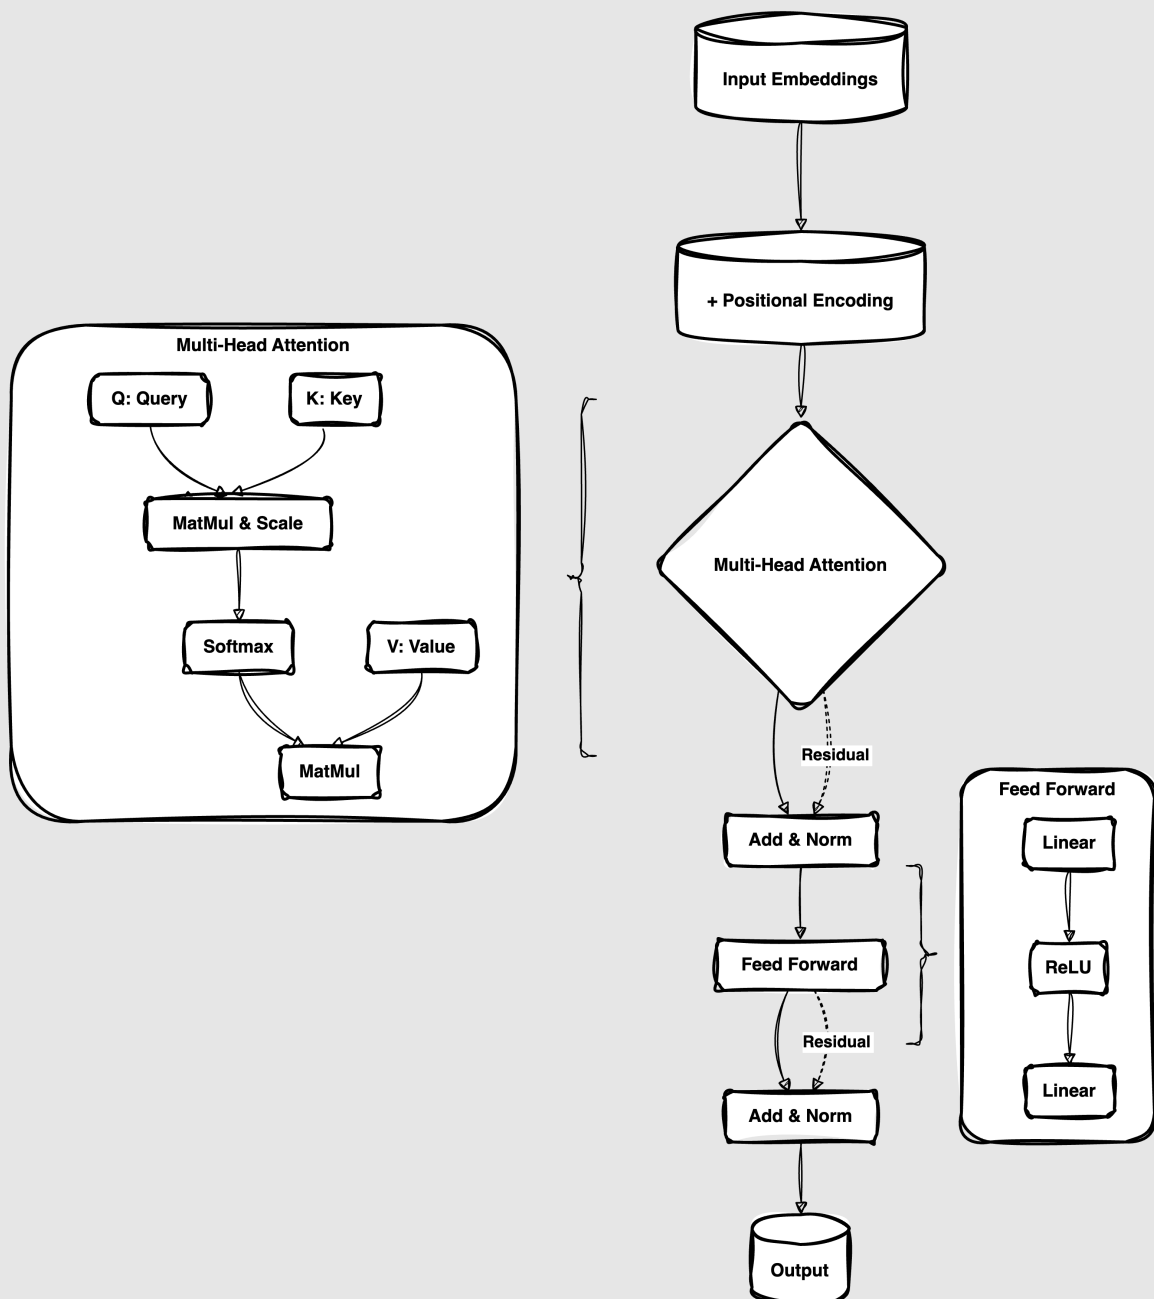 Input Embeddings
+ Positional Encoding
Multi-Head Attention
Q: Query
K: Key
MatMul & Scale
Softmax
V: Value
MatMul
Multi-Head Attention
Residual
Add & Norm
Feed Forward
Residual
Add & Norm
Output
Feed Forward
Linear
ReLU
Linear